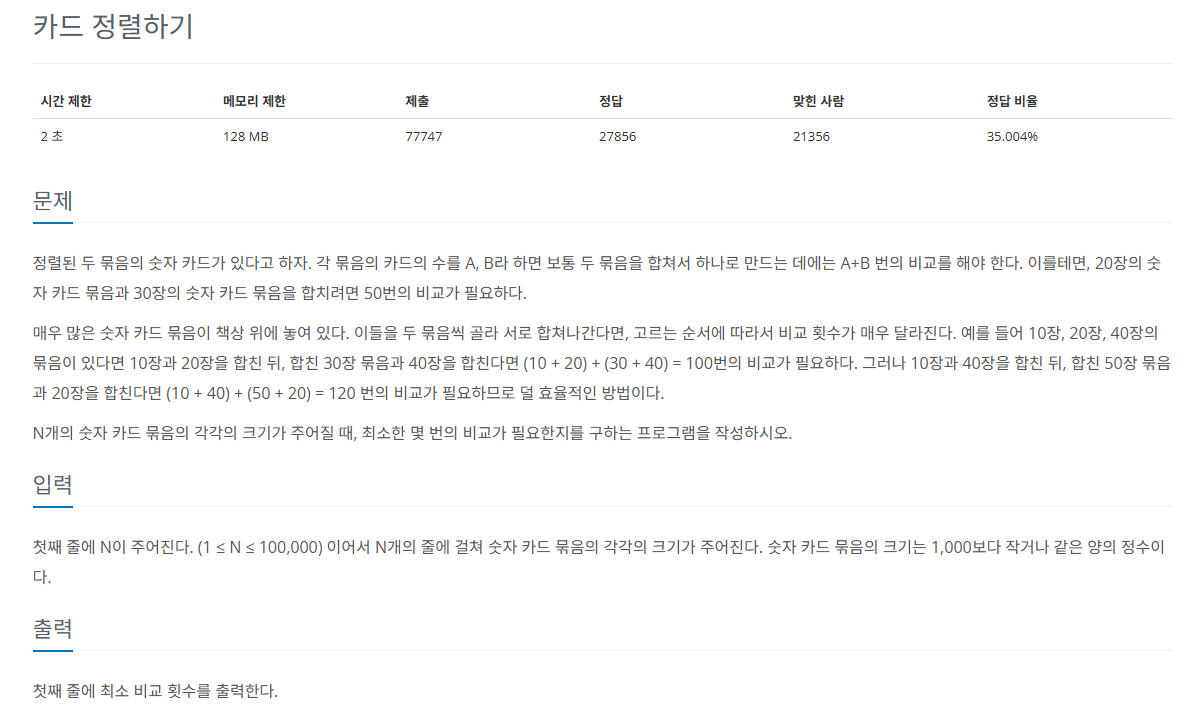 카드 정렬하기
시간 제한 메모리 제한 제출 정답 맞힌 사람 정답 비율
2 초 128 MB 77747 27856 21356 35.004%
문제
정렬된 두 묶음의 숫자 카드가 있다고 하자. 각 묶음의 카드의 수를 A, B라 하면 보통 두 묶음을 합쳐서 하나로 만드는 데에는 A+B 번의 비교를 해야 한다. 이를테면, 20장의 숫
자 카드 묶음과 30장의 숫자 카드 묶음을 합치려면 50번의 비교가 필요하다.
매우 많은 숫자 카드 묶음이 책상 위에 놓여 있다. 이들을 두 묶음씩 골라 서로 합쳐나간다면, 고르는 순서에 따라서 비교 횟수가 매우 달라진다. 예를 들어 10장, 20장, 40장의
묶음이 있다면 10장과 20장을 합친 뒤, 합친 30장 묶음과 40장을 합친다면 (10 + 20) + (30 + 40) = 100번의 비교가 필요하다. 그러나 10장과 40장을 합친 뒤, 합친 50장 묶음
과 20장을 합친다면 (10 + 40) + (50 + 20) = 120 번의 비교가 필요하므로 덜 효율적인 방법이다.
N개의 숫자 카드 묶음의 각각의 크기가 주어질 때, 최소한 몇 번의 비교가 필요한지를 구하는 프로그램을 작성하시오.
입력
첫째 줄에 N이 주어진다. (1 ≤ N ≤ 100,000) 이어서 N개의 줄에 걸쳐 숫자 카드 묶음의 각각의 크기가 주어진다. 숫자 카드 묶음의 크기는 1,000보다 작거나 같은 양의 정수이
다.
출력
첫째 줄에 최소 비교 횟수를 출력한다.